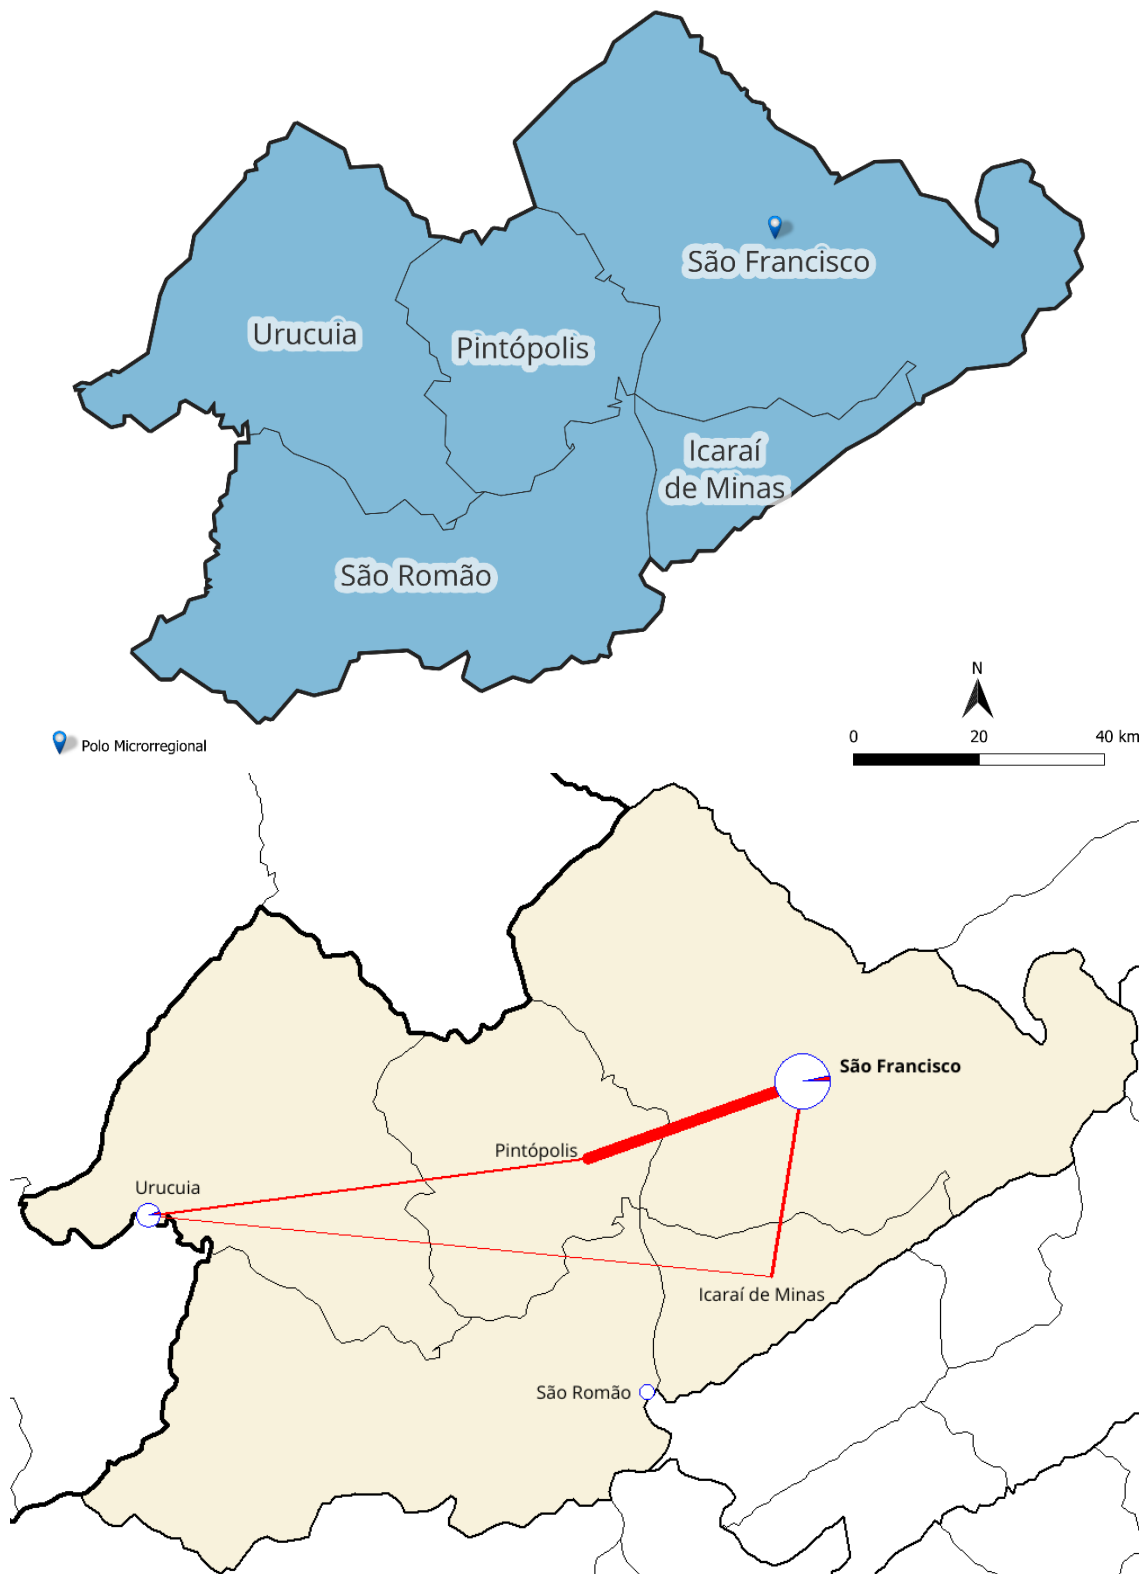 São Francisco
Urucuia
Pintópolis
Icaraí
de Minas
São Romão
N
0 20 40 km
Polo Microrregional
São Francisco
Pintópolis
Urucuia
Icaraí de Minas
São Romão